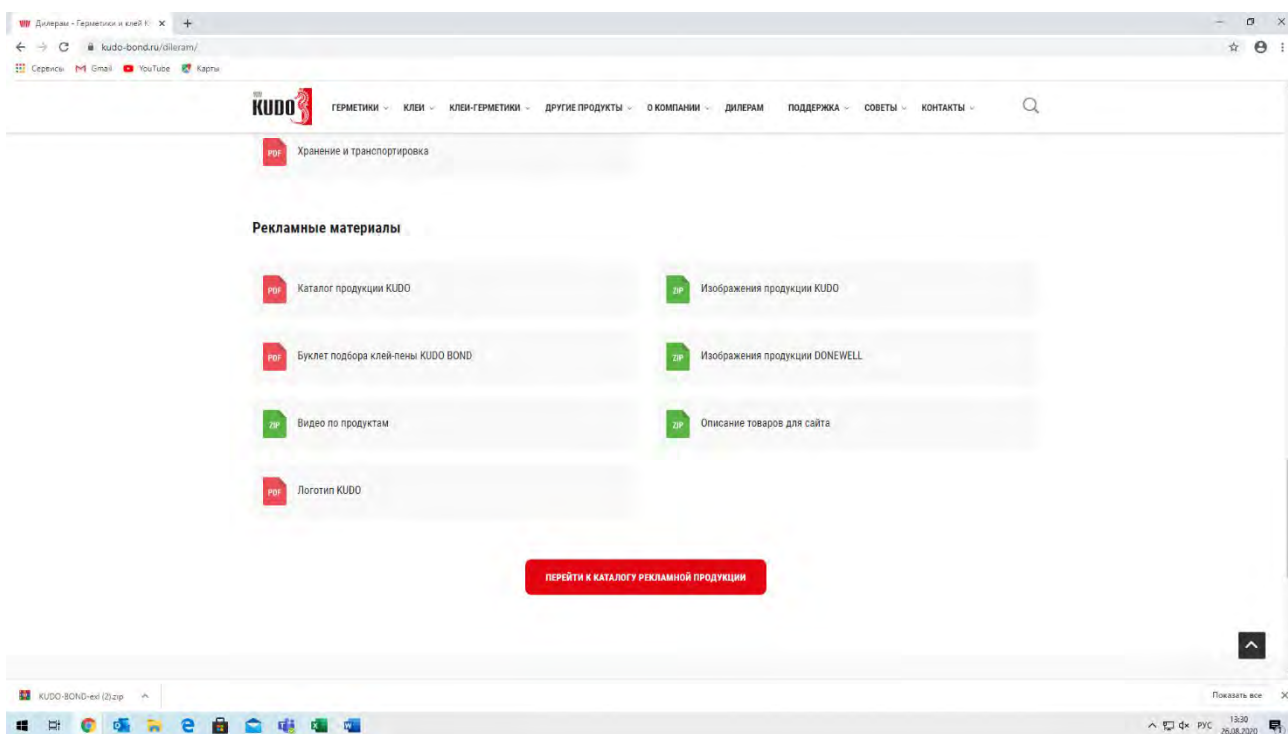 Дилерам - Герметики и клей К
kudo-bond.ru/dileram/
Сервисы Gmail YouTube Карты
KUDO
ГЕРМЕТИКИ КЛЕИ КЛЕИ-ГЕРМЕТИКИ ДРУГИЕ ПРОДУКТЫ О КОМПАНИИ ДИЛЕРАМ ПОДДЕРЖКА СОВЕТЫ КОНТАКТЫ
PDF Хранение и транспортировка
Рекламные материалы
PDF Каталог продукции KUDO
ZIP Изображения продукции KUDO
PDF Буклет подбора клей-пены KUDO BOND
ZIP Изображения продукции DONEWELL
ZIP Видео по продуктам
ZIP Описание товаров для сайта
PDF Логотип KUDO
ПЕРЕЙТИ К КАТАЛОГУ РЕКЛАМНОЙ ПРОДУКЦИИ
KUDO-BOND-exl (2).zip
Показать все
РУС
13:30
26.08.2020